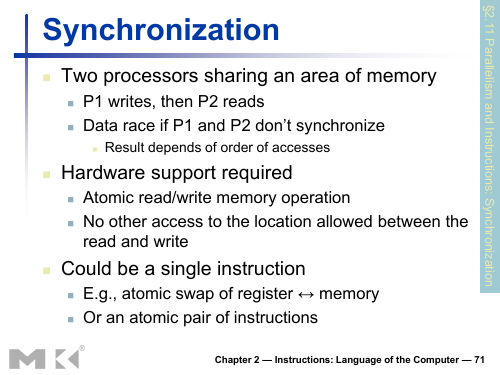 Synchronization
§2.11 Parallelism and Instructions: Synchronization
Two processors sharing an area of memory
P1 writes, then P2 reads
Data race if P1 and P2 don’t synchronize
Result depends of order of accesses
Hardware support required
Atomic read/write memory operation
No other access to the location allowed between the
read and write
Could be a single instruction
E.g., atomic swap of register ↔ memory
Or an atomic pair of instructions
MK®
Chapter 2 — Instructions: Language of the Computer — 71